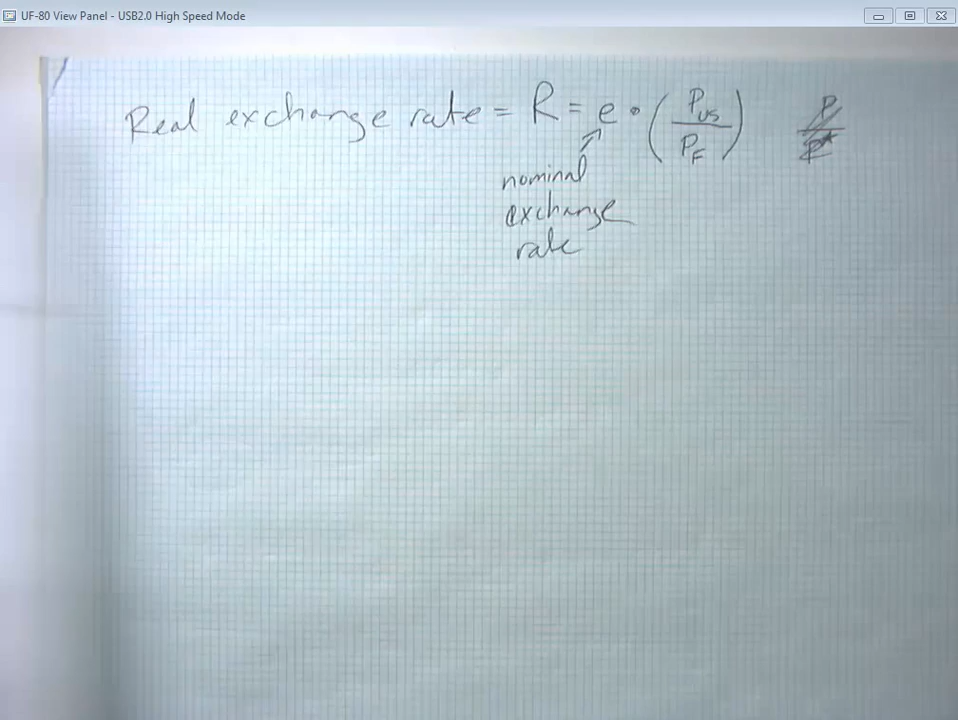 UF-80 View Panel - USB2.0 High Speed Mode
Real exchange rate = R = e • (P_US / P_F) P / P*
nominal
exchange
rate